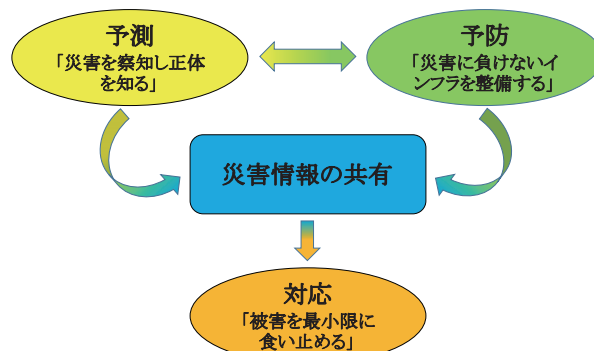 予測
「災害を察知し正体
を知る」
予防
「災害に負けないイ
ンフラを整備する」
災害情報の共有
対応
「被害を最小限に
食い止める」